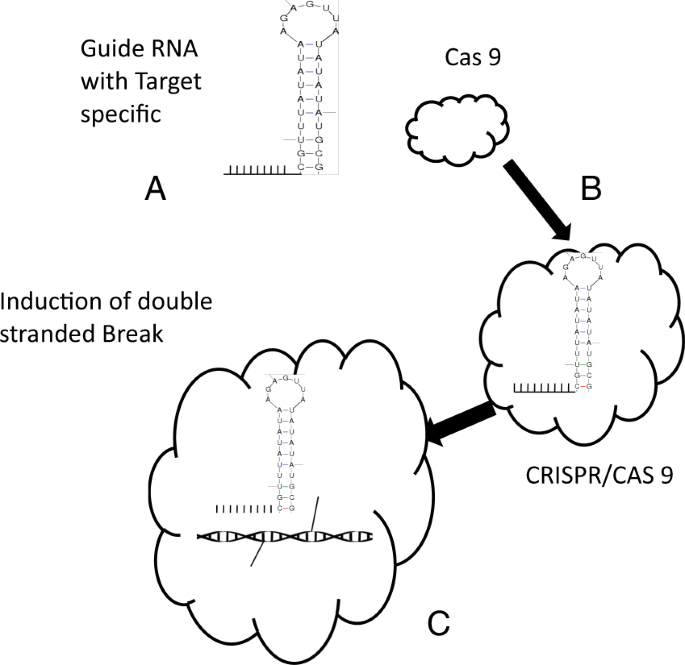 Guide RNA
with Target
specific
Cas 9
A
B
Induction of double
stranded Break
CRISPR/CAS 9
C